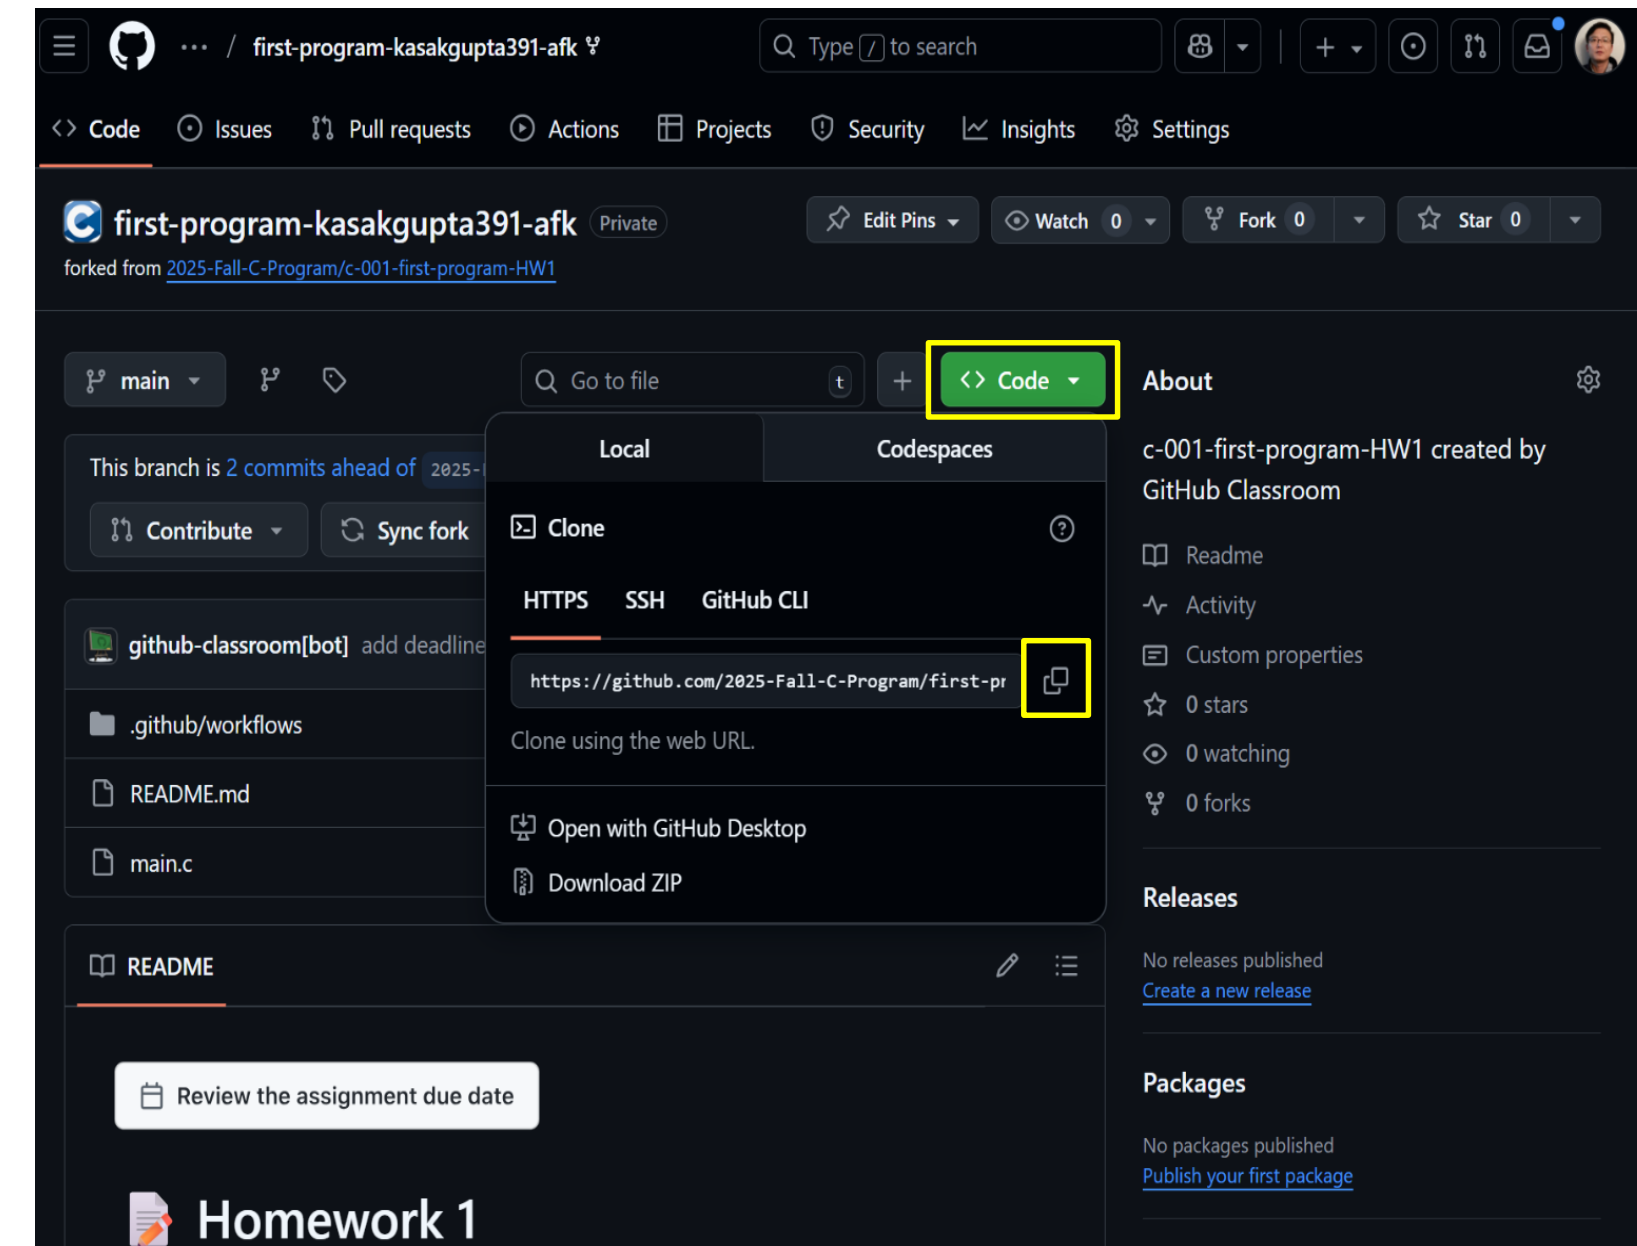 ... / first-program-kasakgupta391-afk
Type / to search
Code Issues Pull requests Actions Projects Security Insights Settings
first-program-kasakgupta391-afk Private
Edit Pins Watch 0 Fork 0 Star 0
forked from 2025-Fall-C-Program/c-001-first-program-HW1
main
Go to file t
+ Code
About
Local Codespaces
c-001-first-program-HW1 created by
GitHub Classroom
This branch is 2 commits ahead of 2025-
Contribute Sync fork
Clone
HTTPS SSH GitHub CLI
https://github.com/2025-Fall-C-Program/first-pr
Clone using the web URL.
Open with GitHub Desktop
Download ZIP
github-classroom[bot] add deadline
.github/workflows
README.md
main.c
Readme
Activity
Custom properties
0 stars
0 watching
0 forks
Releases
No releases published
Create a new release
Packages
No packages published
Publish your first package
README
Review the assignment due date
Homework 1